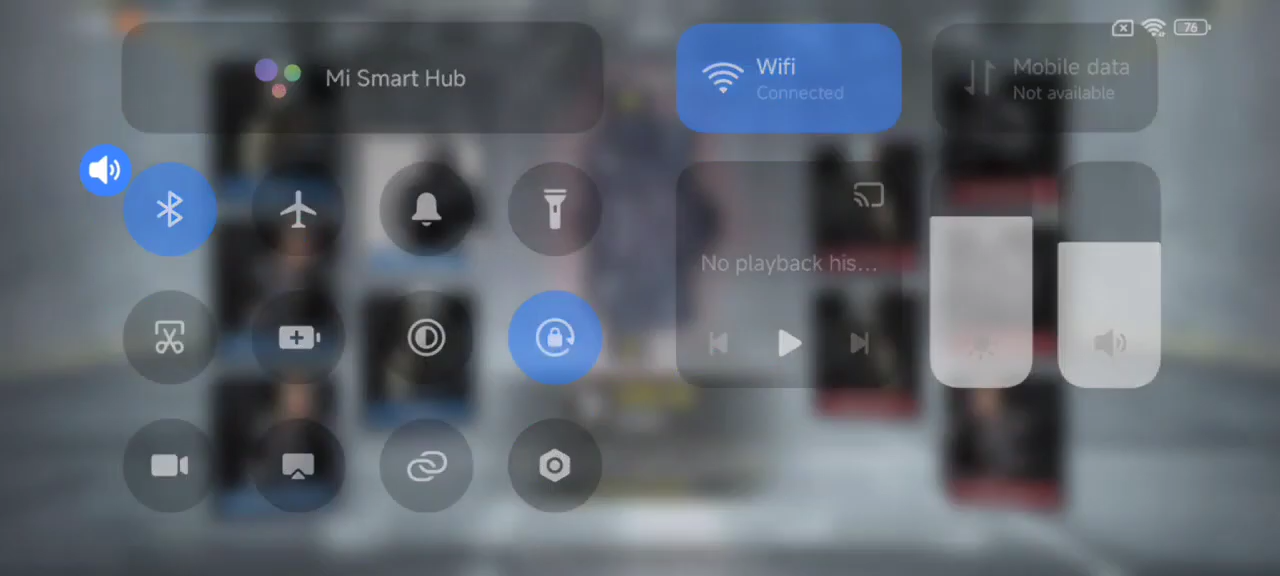 76
Mi Smart Hub
Wifi
Connected
Mobile data
Not available
No playback his...